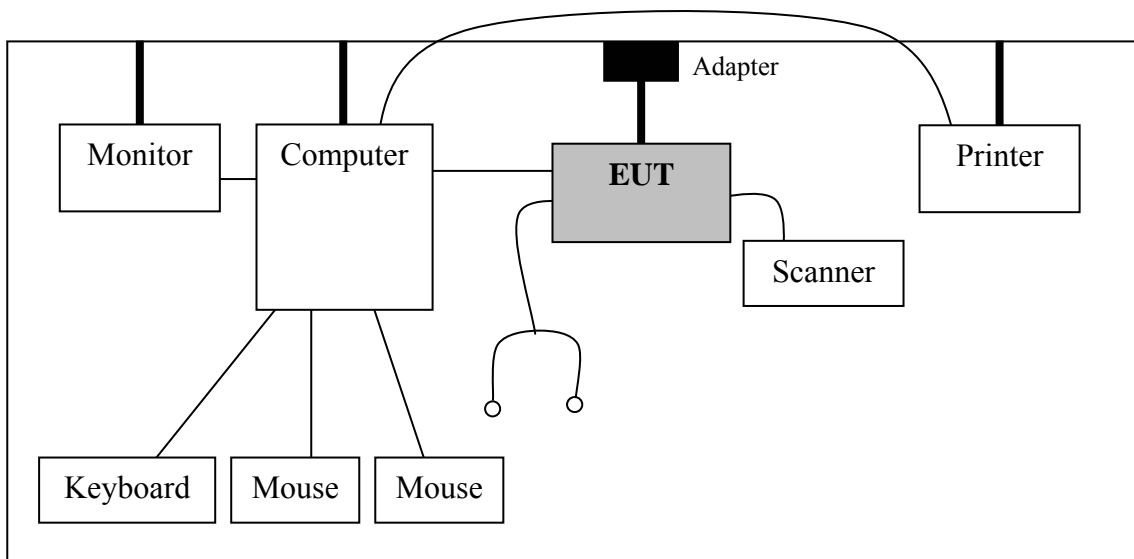 Adapter
Monitor
Computer
EUT
Printer
Scanner
Keyboard
Mouse
Mouse